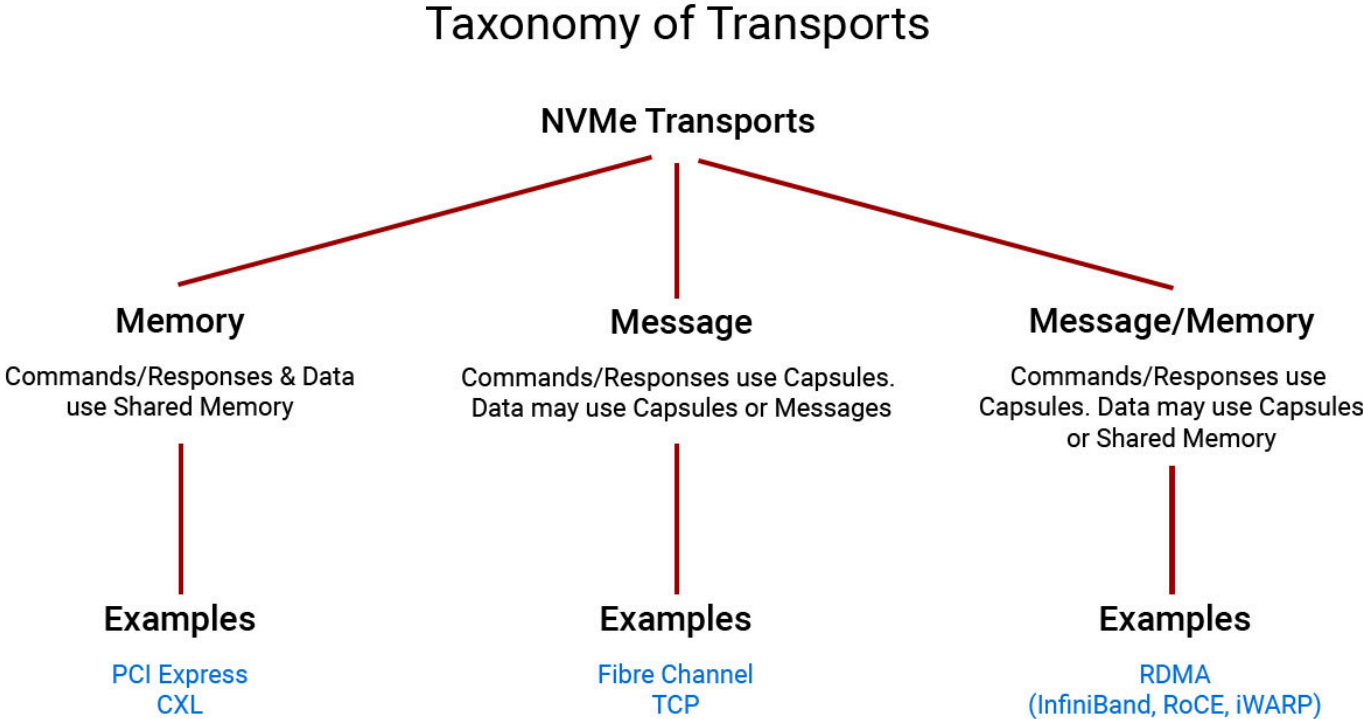 Taxonomy of Transports
NVMe Transports
Memory
Commands/Responses & Data
use Shared Memory
Examples
PCI Express
CXL
Message
Commands/Responses use Capsules.
Data may use Capsules or Messages
Examples
Fibre Channel
TCP
Message/Memory
Commands/Responses use
Capsules. Data may use Capsules
or Shared Memory
Examples
RDMA
(InfiniBand, RoCE, iWARP)